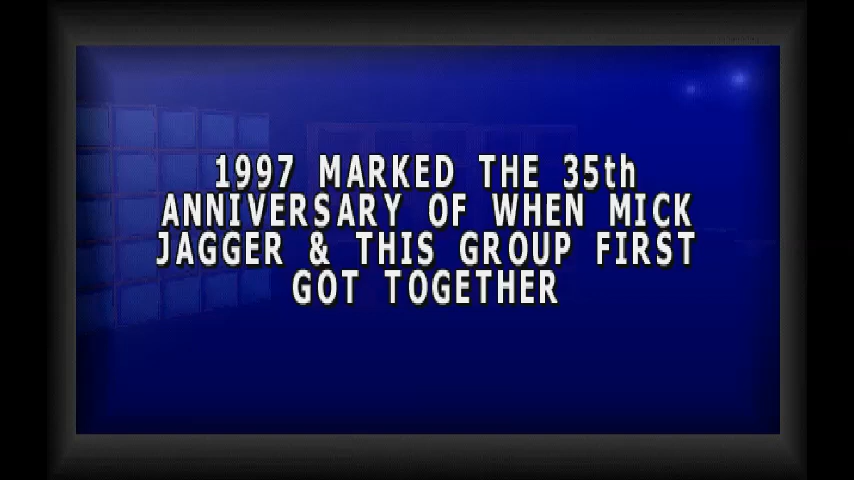 1997 MARKED THE 35th
ANNIVERSARY OF WHEN MICK
JAGGER & THIS GROUP FIRST
GOT TOGETHER